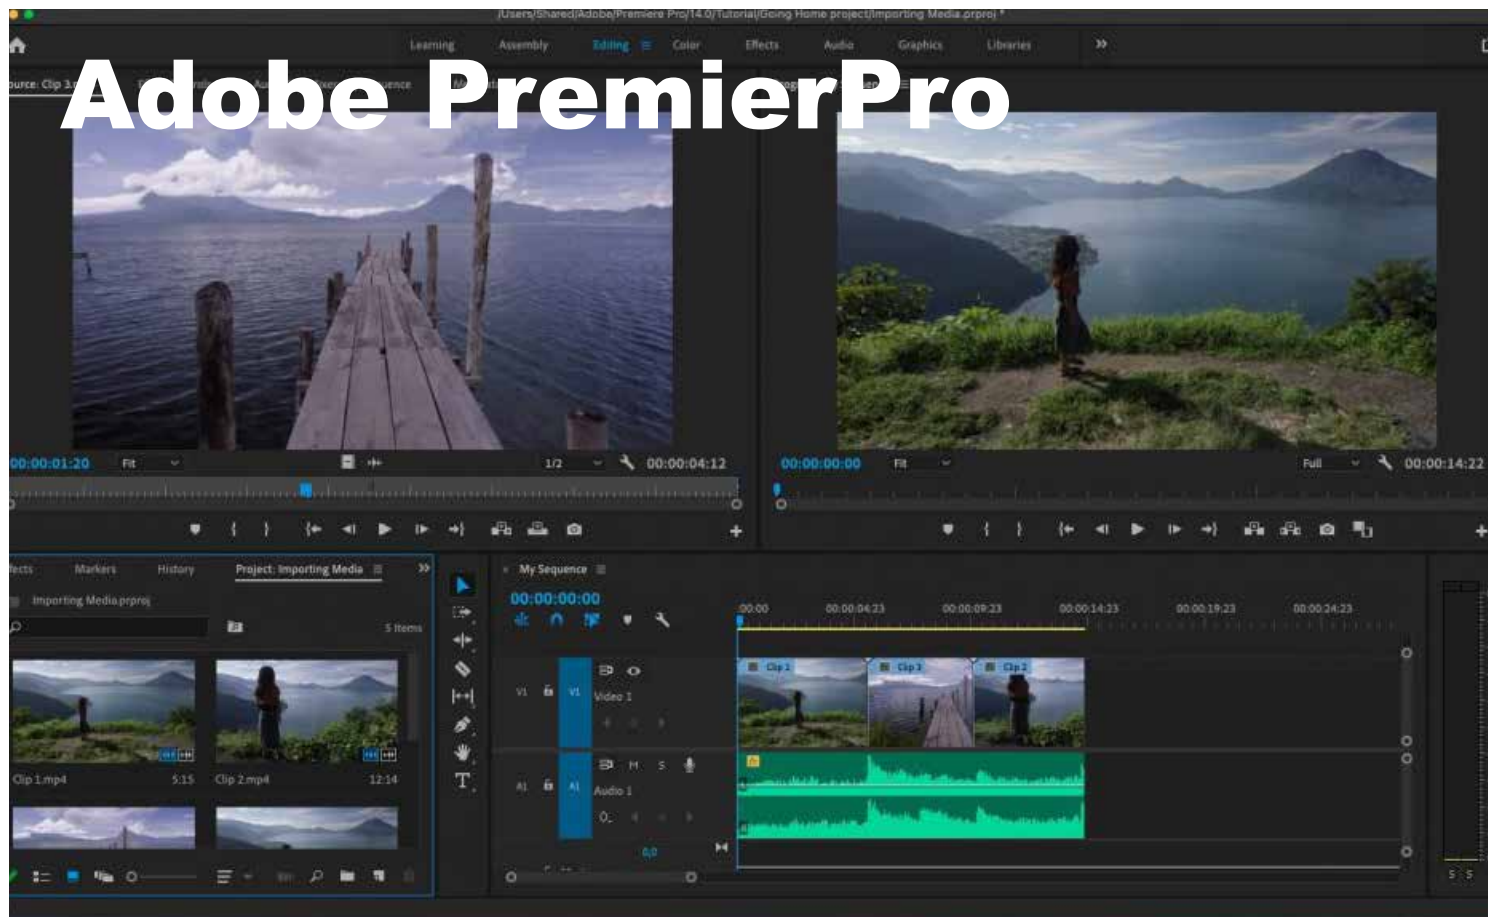 /Users/Shared/Adobe/Premiere Pro/14.0/Tutorial/Going Home project/Importing Media.prproj *
Learning Assembly Editing Color Effects Audio Graphics Libraries
Adobe PremierPro
00:00:01:20 Fit 1/2 00:00:04:12
00:00:00:00 Fit Full 00:00:14:22
Markers History Project: Importing Media
Importing Media.prproj
5 Items
Clip 1.mp4 5:15 Clip 2.mp4 12:14
My Sequence
00:00:00:00
:00:00 00:00:04:23 00:00:09:23 00:00:14:23 00:00:19:23 00:00:24:23
Clip 1 Clip 3 Clip 2
V1 V1 Video 1
M S
A1 A1 Audio 1
0,0
S S